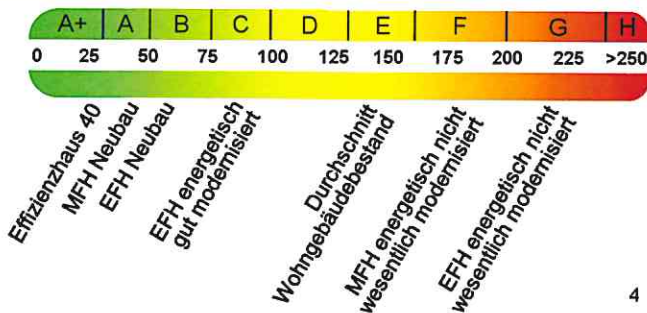 A+ A B C D E F G H
0 25 50 75 100 125 150 175 200 225 >250
Effizienzhaus 40
MFH Neubau
EFH Neubau
EFH energetisch
gut modernisiert
Durchschnitt
Wohngebäudebestand
MFH energetisch nicht
wesentlich modernisiert
EFH energetisch nicht
wesentlich modernisiert
4